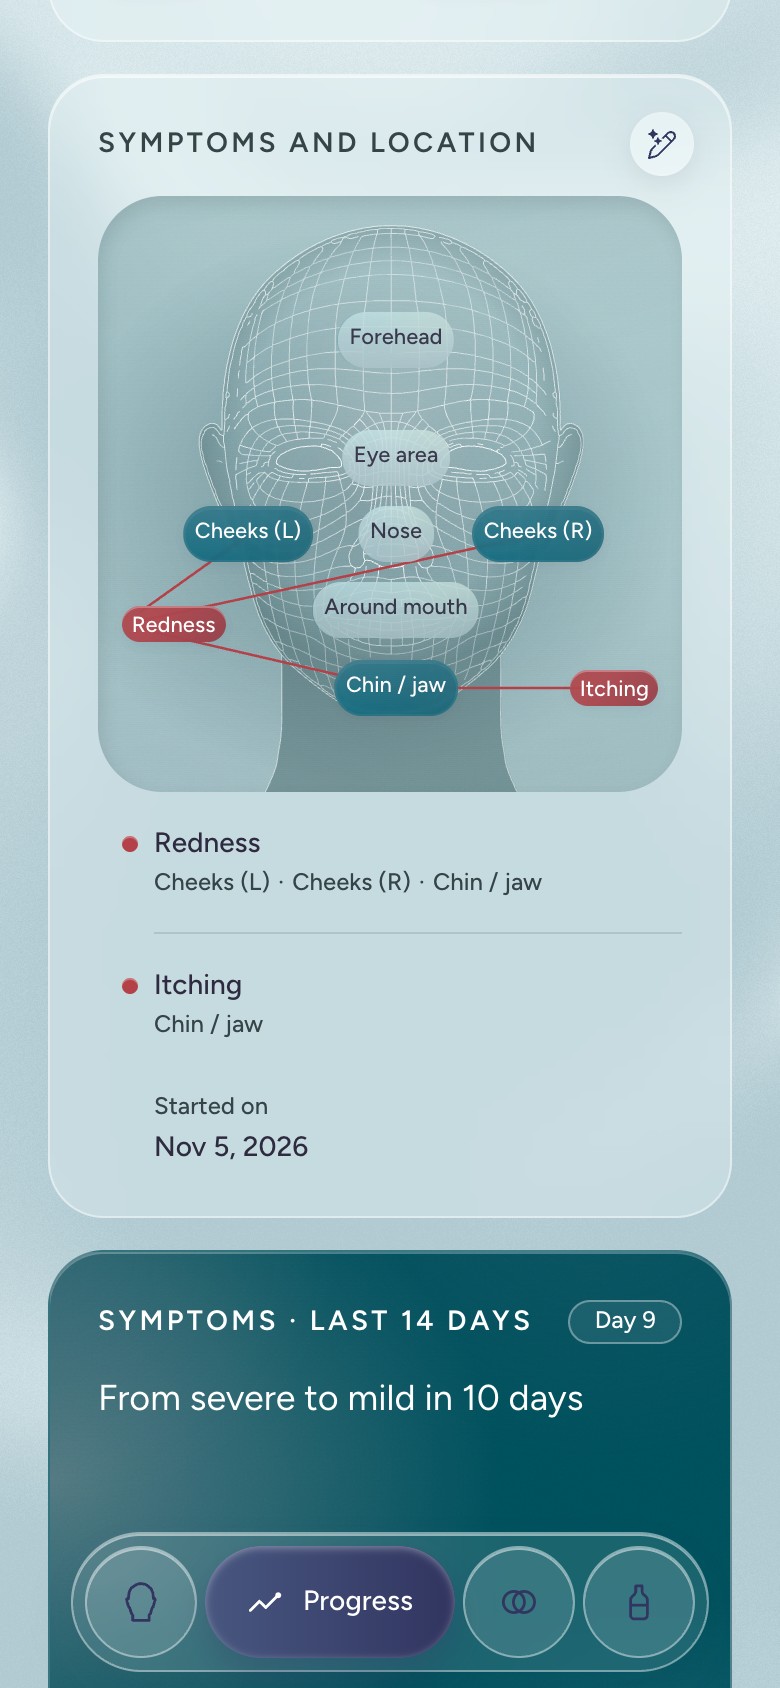 SYMPTOMS AND LOCATION
Forehead
Eye area
Cheeks (L)
Nose
Cheeks (R)
Around mouth
Redness
Chin / jaw
Itching
Redness
Cheeks (L) · Cheeks (R) · Chin / jaw
Itching
Chin / jaw
Started on
Nov 5, 2026
SYMPTOMS · LAST 14 DAYS
Day 9
From severe to mild in 10 days
Progress